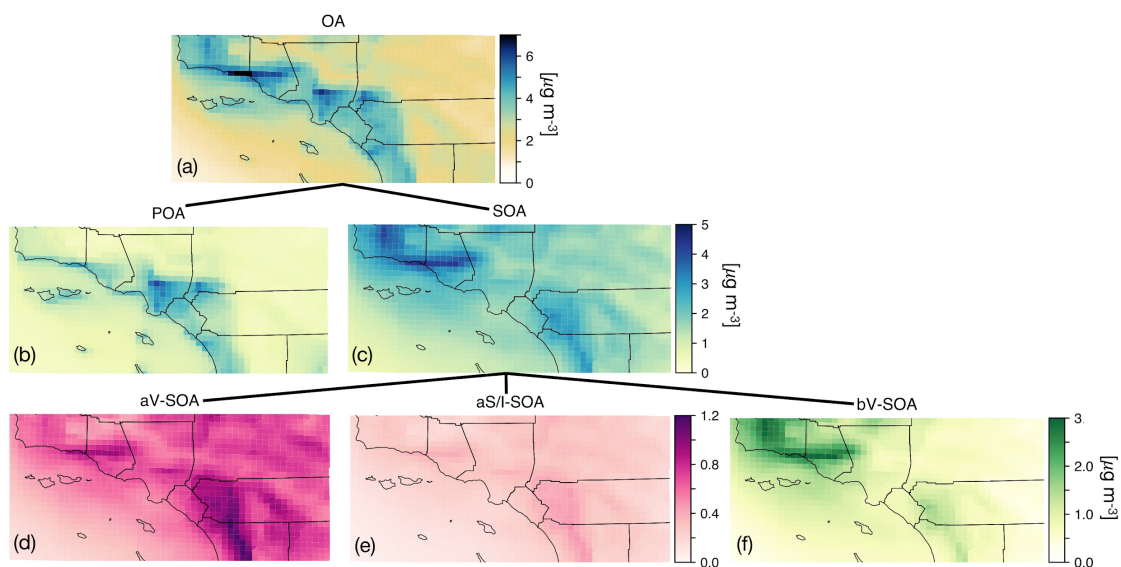 OA
6
4
2
0
[µg m⁻³]
(a)
POA
SOA
5
4
3
2
1
0
[µg m⁻³]
(b)
(c)
aV-SOA
aS/I-SOA
bV-SOA
1.2
0.8
0.4
0.0
3.
2.0
1.0
0.0
[µg m⁻³]
(d)
(e)
(f)